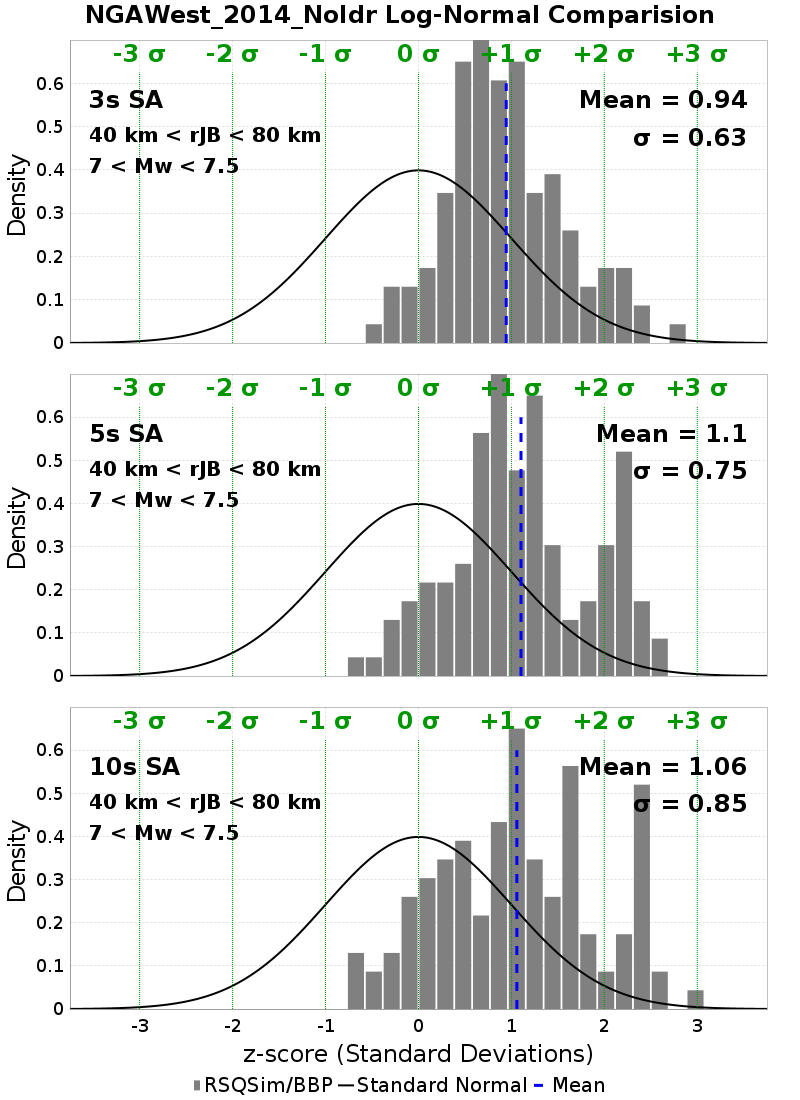 NGAWest_2014_NoIdr Log-Normal Comparision
-3 σ -2 σ -1 σ 0 σ +1 σ +2 σ +3 σ
3s SA
Mean = 0.94
40 km < rJB < 80 km
σ = 0.63
7 < Mw < 7.5
Density
0.6
0.5
0.4
0.3
0.2
0.1
0
-3 σ -2 σ -1 σ 0 σ +1 σ +2 σ +3 σ
5s SA
Mean = 1.1
40 km < rJB < 80 km
σ = 0.75
7 < Mw < 7.5
Density
0.6
0.5
0.4
0.3
0.2
0.1
0
-3 σ -2 σ -1 σ 0 σ +1 σ +2 σ +3 σ
10s SA
Mean = 1.06
40 km < rJB < 80 km
σ = 0.85
7 < Mw < 7.5
Density
0.6
0.5
0.4
0.3
0.2
0.1
0
-3 -2 -1 0 1 2 3
z-score (Standard Deviations)
RSQSim/BBP Standard Normal Mean